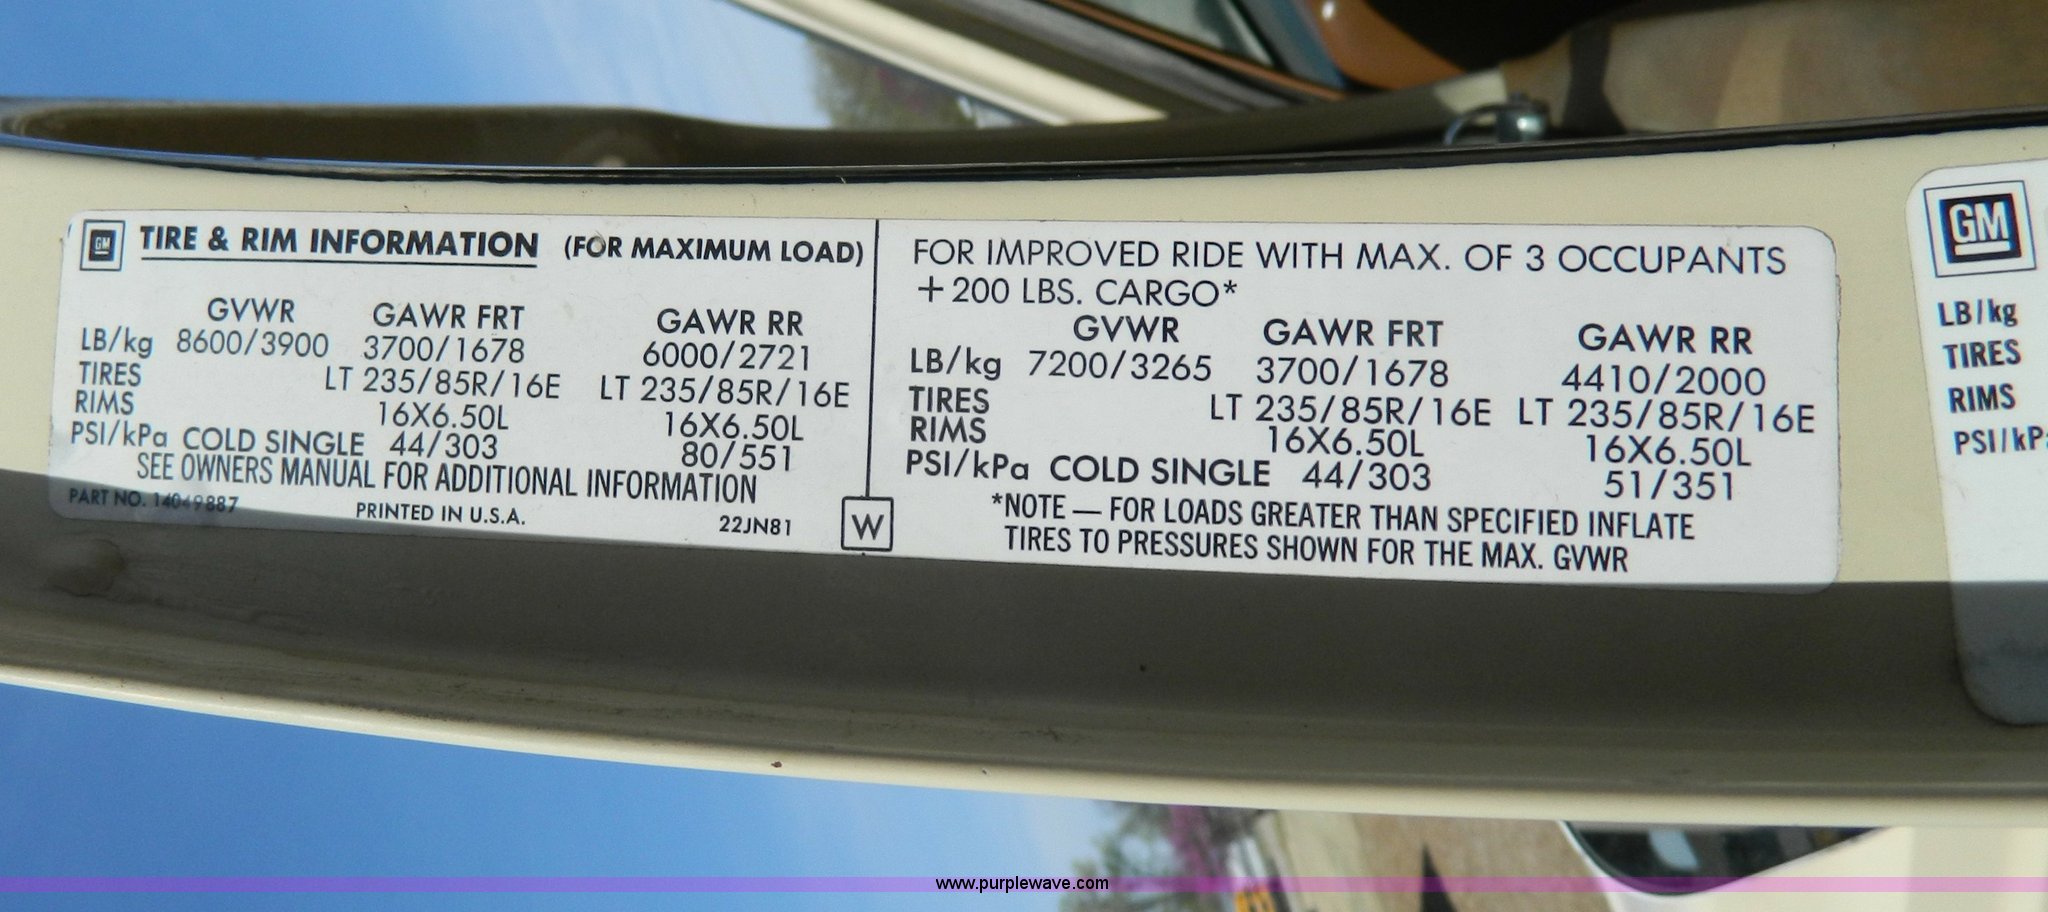 GM TIRE & RIM INFORMATION (FOR MAXIMUM LOAD)
GVWR GAWR FRT GAWR RR
LB/kg 8600/3900 3700/1678 6000/2721
TIRES LT 235/85R/16E LT 235/85R/16E
RIMS 16X6.50L 16X6.50L
PSI/kPa COLD SINGLE 44/303 80/551
SEE OWNERS MANUAL FOR ADDITIONAL INFORMATION
PART NO. 14049887 PRINTED IN U.S.A. 22JN81
W
FOR IMPROVED RIDE WITH MAX. OF 3 OCCUPANTS
+200 LBS. CARGO*
GVWR GAWR FRT GAWR RR
LB/kg 7200/3265 3700/1678 4410/2000
TIRES LT 235/85R/16E LT 235/85R/16E
RIMS 16X6.50L 16X6.50L
PSI/kPa COLD SINGLE 44/303 51/351
*NOTE — FOR LOADS GREATER THAN SPECIFIED INFLATE
TIRES TO PRESSURES SHOWN FOR THE MAX. GVWR
GM
LB/kg
TIRES
RIMS
PSI/kPa
www.purplewave.com